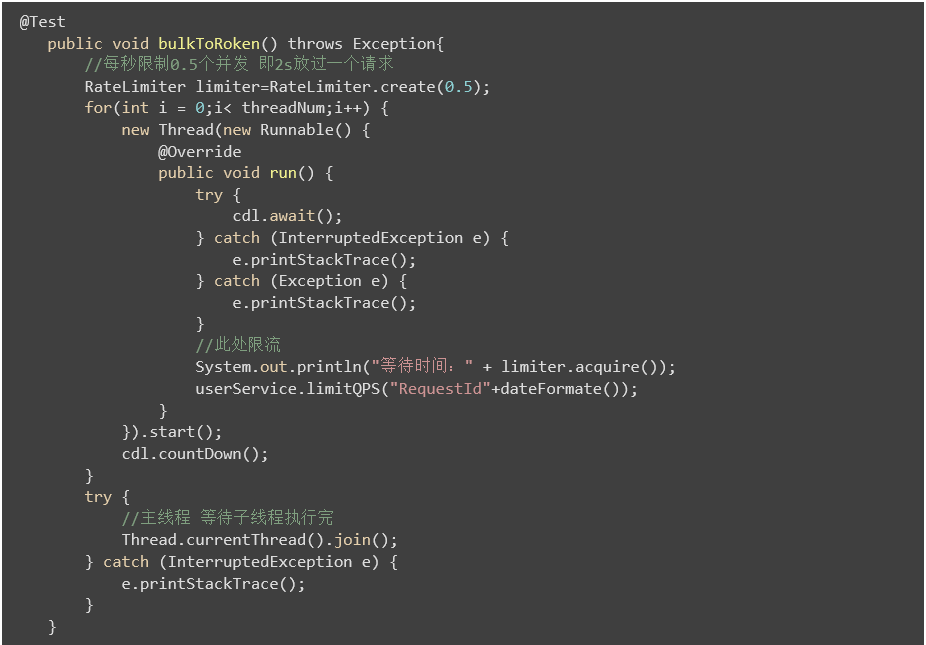 @Test
public void bulkToRoken() throws Exception{
//每秒限制0.5个并发 即2s放过一个请求
RateLimiter limiter=RateLimiter.create(0.5);
for(int i = 0;i< threadNum;i++) {
new Thread(new Runnable() {
@Override
public void run() {
try {
cdl.await();
} catch (InterruptedException e) {
e.printStackTrace();
} catch (Exception e) {
e.printStackTrace();
}
//此处限流
System.out.println("等待时间：" + limiter.acquire());
userService.limitQPS("RequestId"+dateFormate());
}
}).start();
cdl.countDown();
}
try {
//主线程 等待子线程执行完
Thread.currentThread().join();
} catch (InterruptedException e) {
e.printStackTrace();
}
}